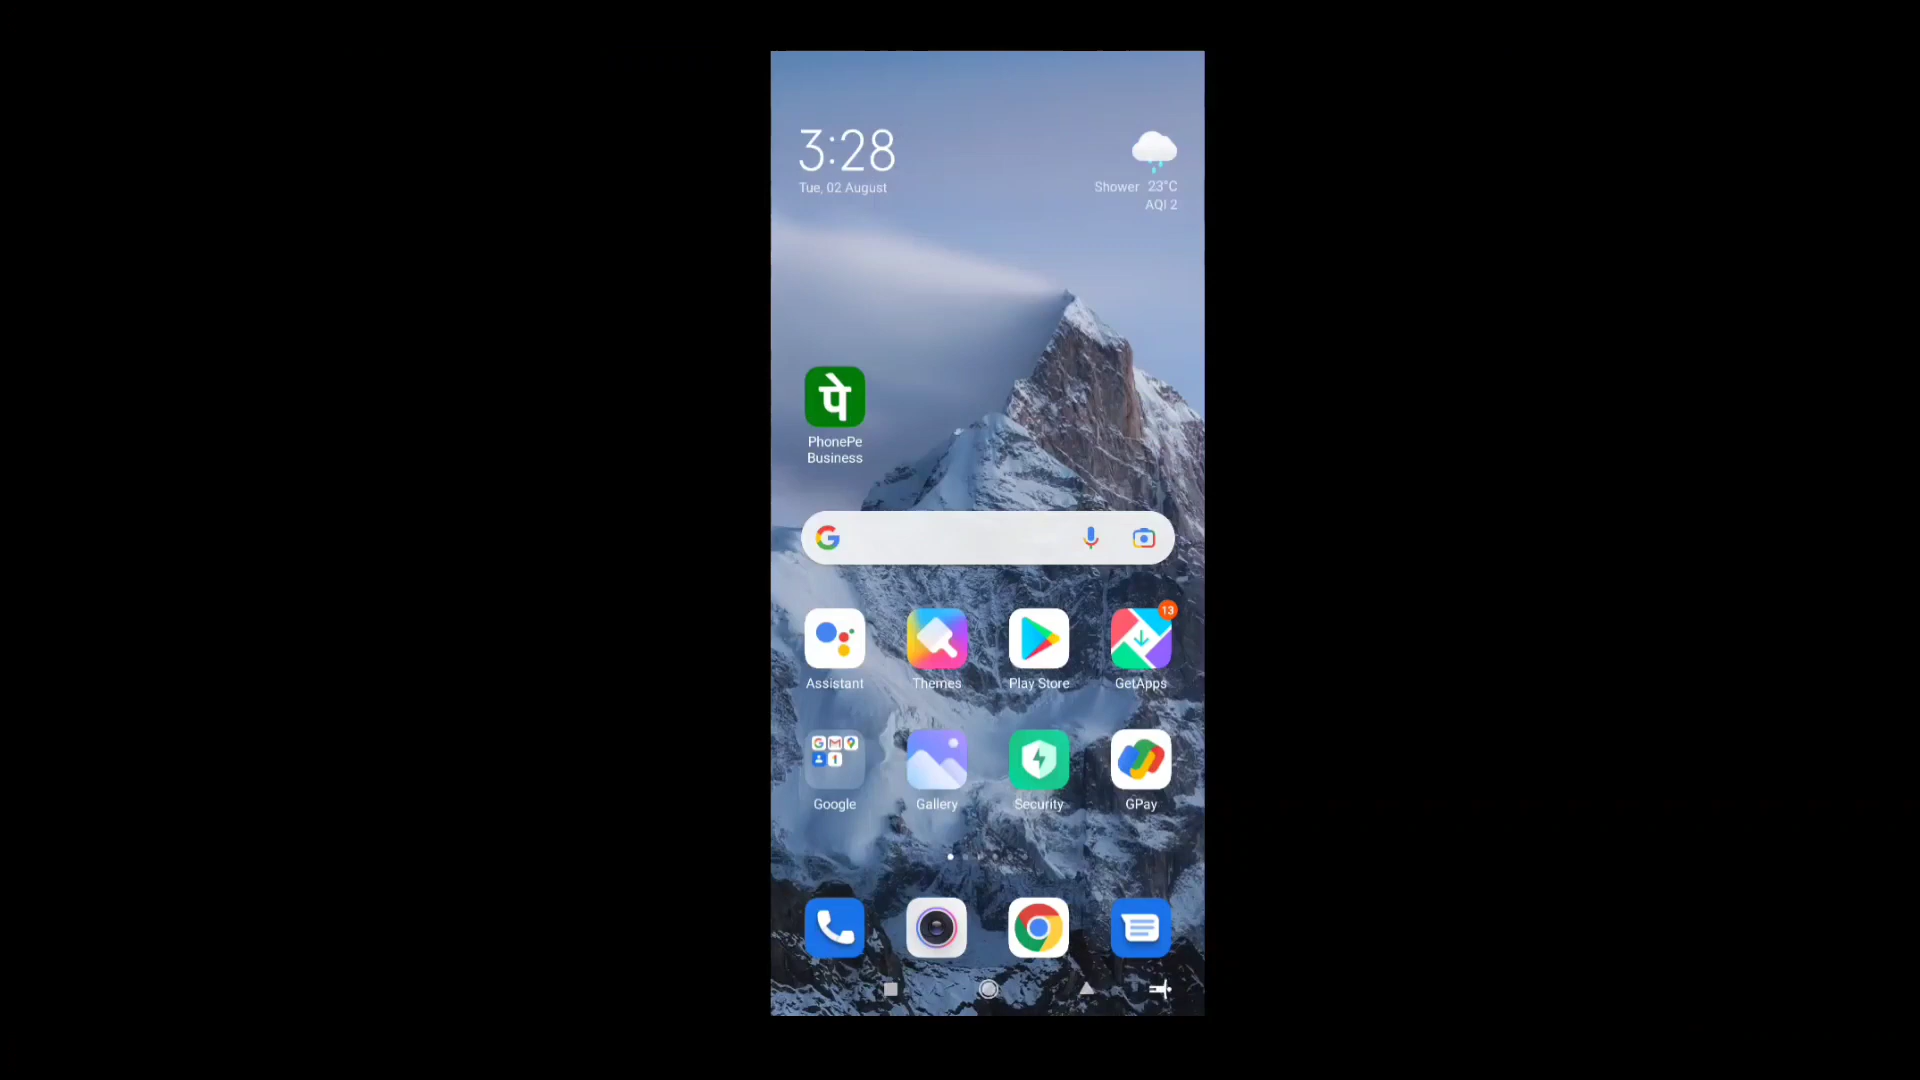 3:28
Tue, 02 August
Shower 23°C
AQI 2
पे
PhonePe
Business
13
Assistant
Themes
Play Store
GetApps
Google
Gallery
Security
GPay